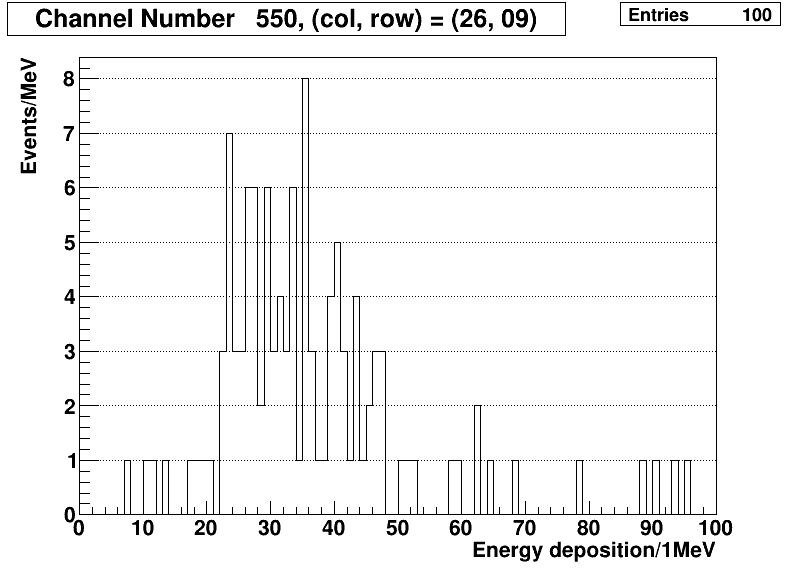 Channel Number 550, (col, row) = (26, 09)
Entries 100
Events/MeV
8
7
6
5
4
3
2
1
0
0 10 20 30 40 50 60 70 80 90 100
Energy deposition/1MeV